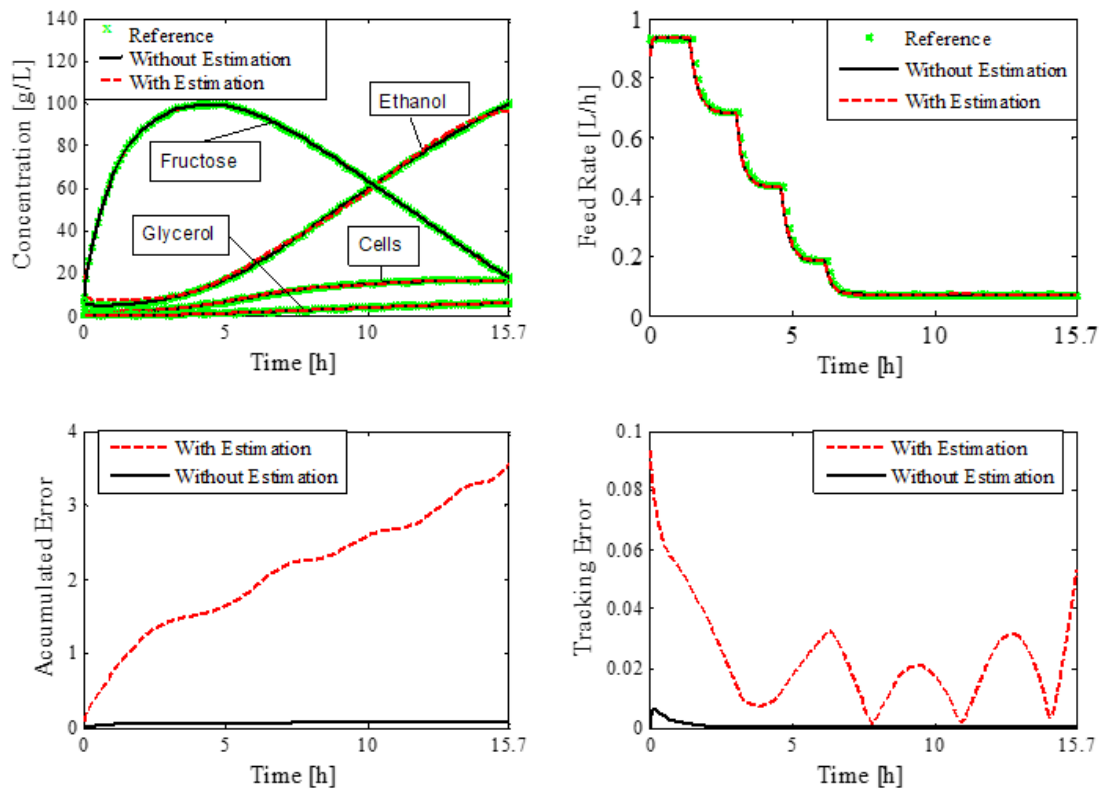 140
120
100
80
60
40
20
0
Concentration [g/L]
Reference
Without Estimation
With Estimation
Ethanol
Fructose
Glycerol
Cells
0
5
10
15.7
Time [h]
1
0.8
0.6
0.4
0.2
0
Feed Rate [L/h]
Reference
Without Estimation
With Estimation
0
5
10
15.7
Time [h]
4
3
2
1
0
Accumulated Error
With Estimation
Without Estimation
0
5
10
15.7
Time [h]
0.1
0.08
0.06
0.04
0.02
0
Tracking Error
With Estimation
Without Estimation
0
5
10
15.7
Time [h]